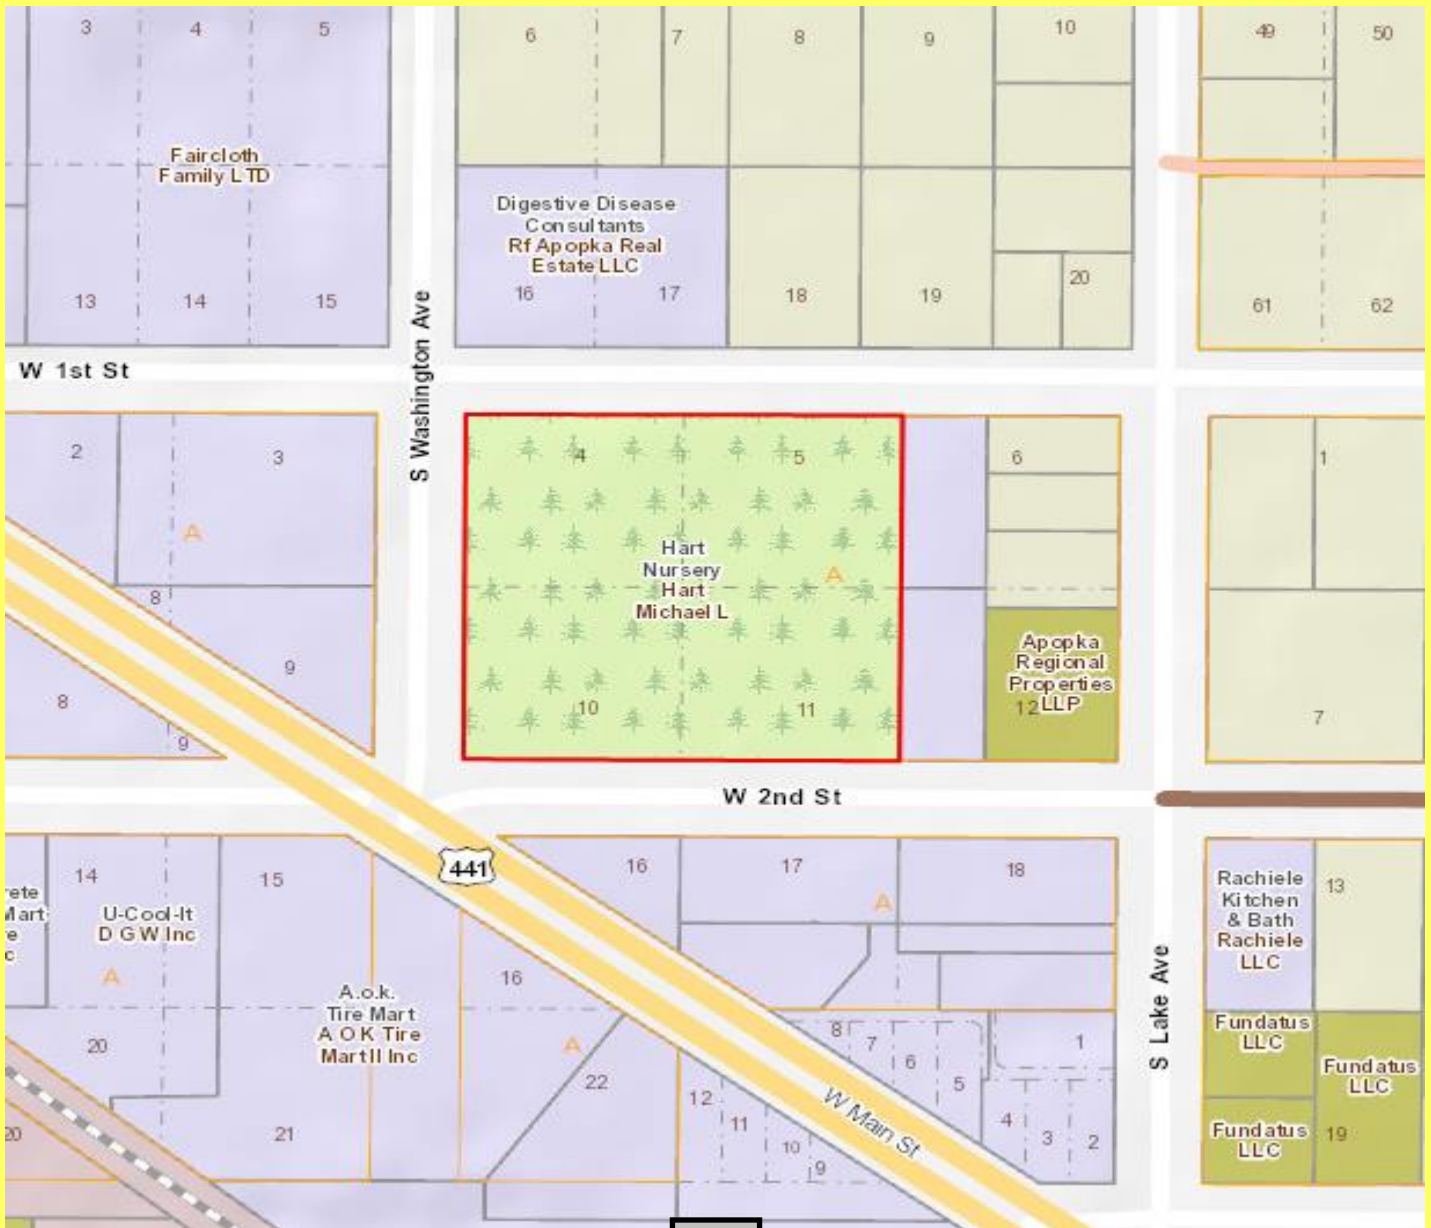 3
4
5
6
7
8
9
10
49
50
Faircloth
Family LTD
Digestive Disease
Consultants
Rf Apopka Real
Estate LLC
13
14
15
16
17
18
19
20
61
62
S Washington Ave
W 1st St
2
3
4
5
6
1
A
8
9
8
9
Hart
Nursery
Hart
Michael L
A
10
11
Apopka
Regional
Properties
LLP
12
7
W 2nd St
441
14
15
16
17
18
A
13
rete
Mart
e
c
U-Cool-It
D G W Inc
A
Rachiele
Kitchen
& Bath
Rachiele
LLC
S Lake Ave
A.o.k.
Tire Mart
A O K Tire
Mart II Inc
16
A
20
20
21
22
8
7
6
5
1
12
11
10
9
4
3
2
W Main St
Fundatus
LLC
Fundatus
LLC
Fundatus
LLC
19